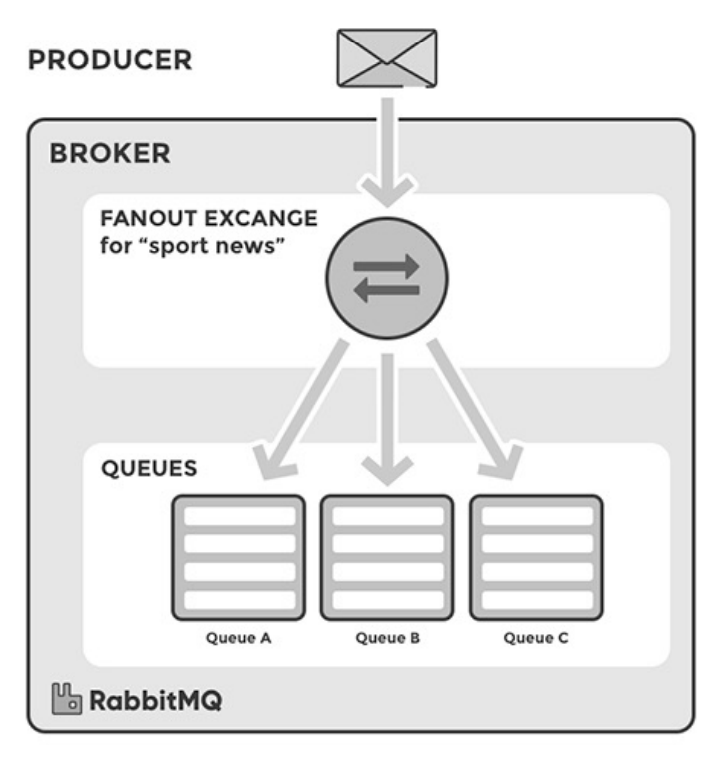 PRODUCER
BROKER
FANOUT EXCANGE
for “sport news”
QUEUES
Queue A
Queue B
Queue C
RabbitMQ